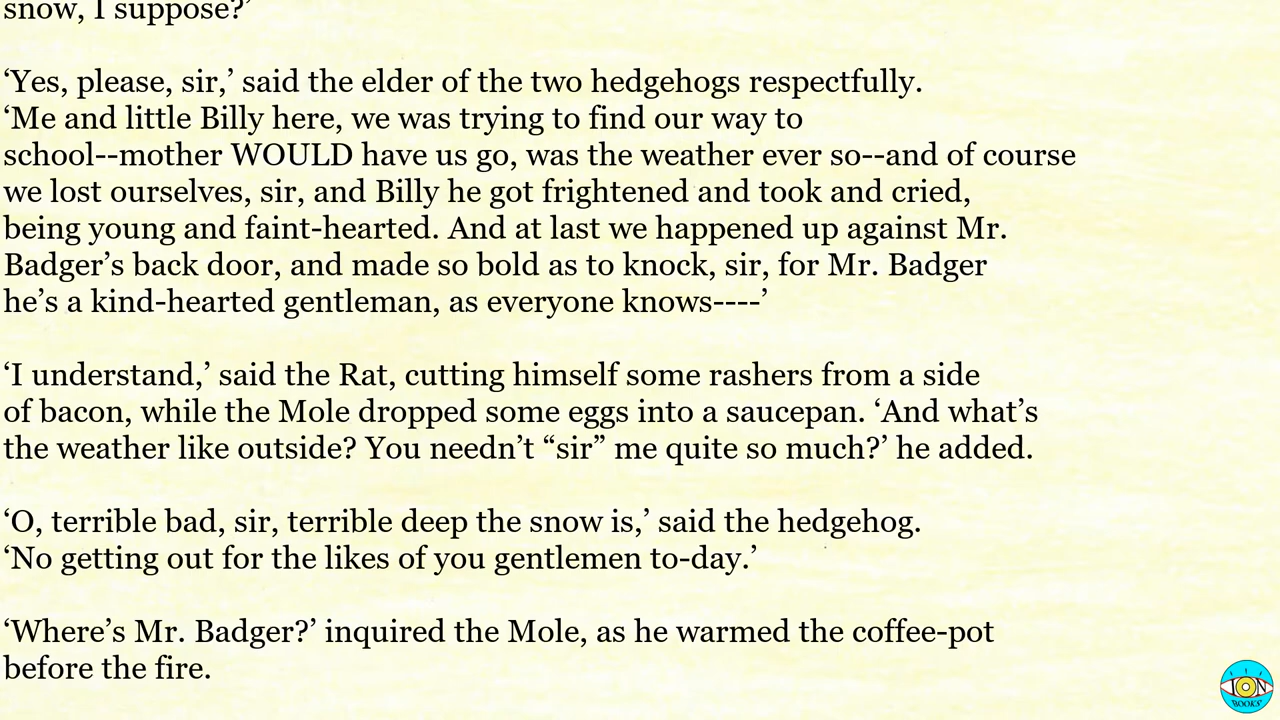 snow, I suppose?’
‘Yes, please, sir,’ said the elder of the two hedgehogs respectfully.
‘Me and little Billy here, we was trying to find our way to
school--mother WOULD have us go, was the weather ever so--and of course
we lost ourselves, sir, and Billy he got frightened and took and cried,
being young and faint-hearted. And at last we happened up against Mr.
Badger’s back door, and made so bold as to knock, sir, for Mr. Badger
he’s a kind-hearted gentleman, as everyone knows----’
‘I understand,’ said the Rat, cutting himself some rashers from a side
of bacon, while the Mole dropped some eggs into a saucepan. ‘And what’s
the weather like outside? You needn’t “sir” me quite so much?’ he added.
‘O, terrible bad, sir, terrible deep the snow is,’ said the hedgehog.
‘No getting out for the likes of you gentlemen to-day.’
‘Where’s Mr. Badger?’ inquired the Mole, as he warmed the coffee-pot
before the fire.
ION
BOOKS